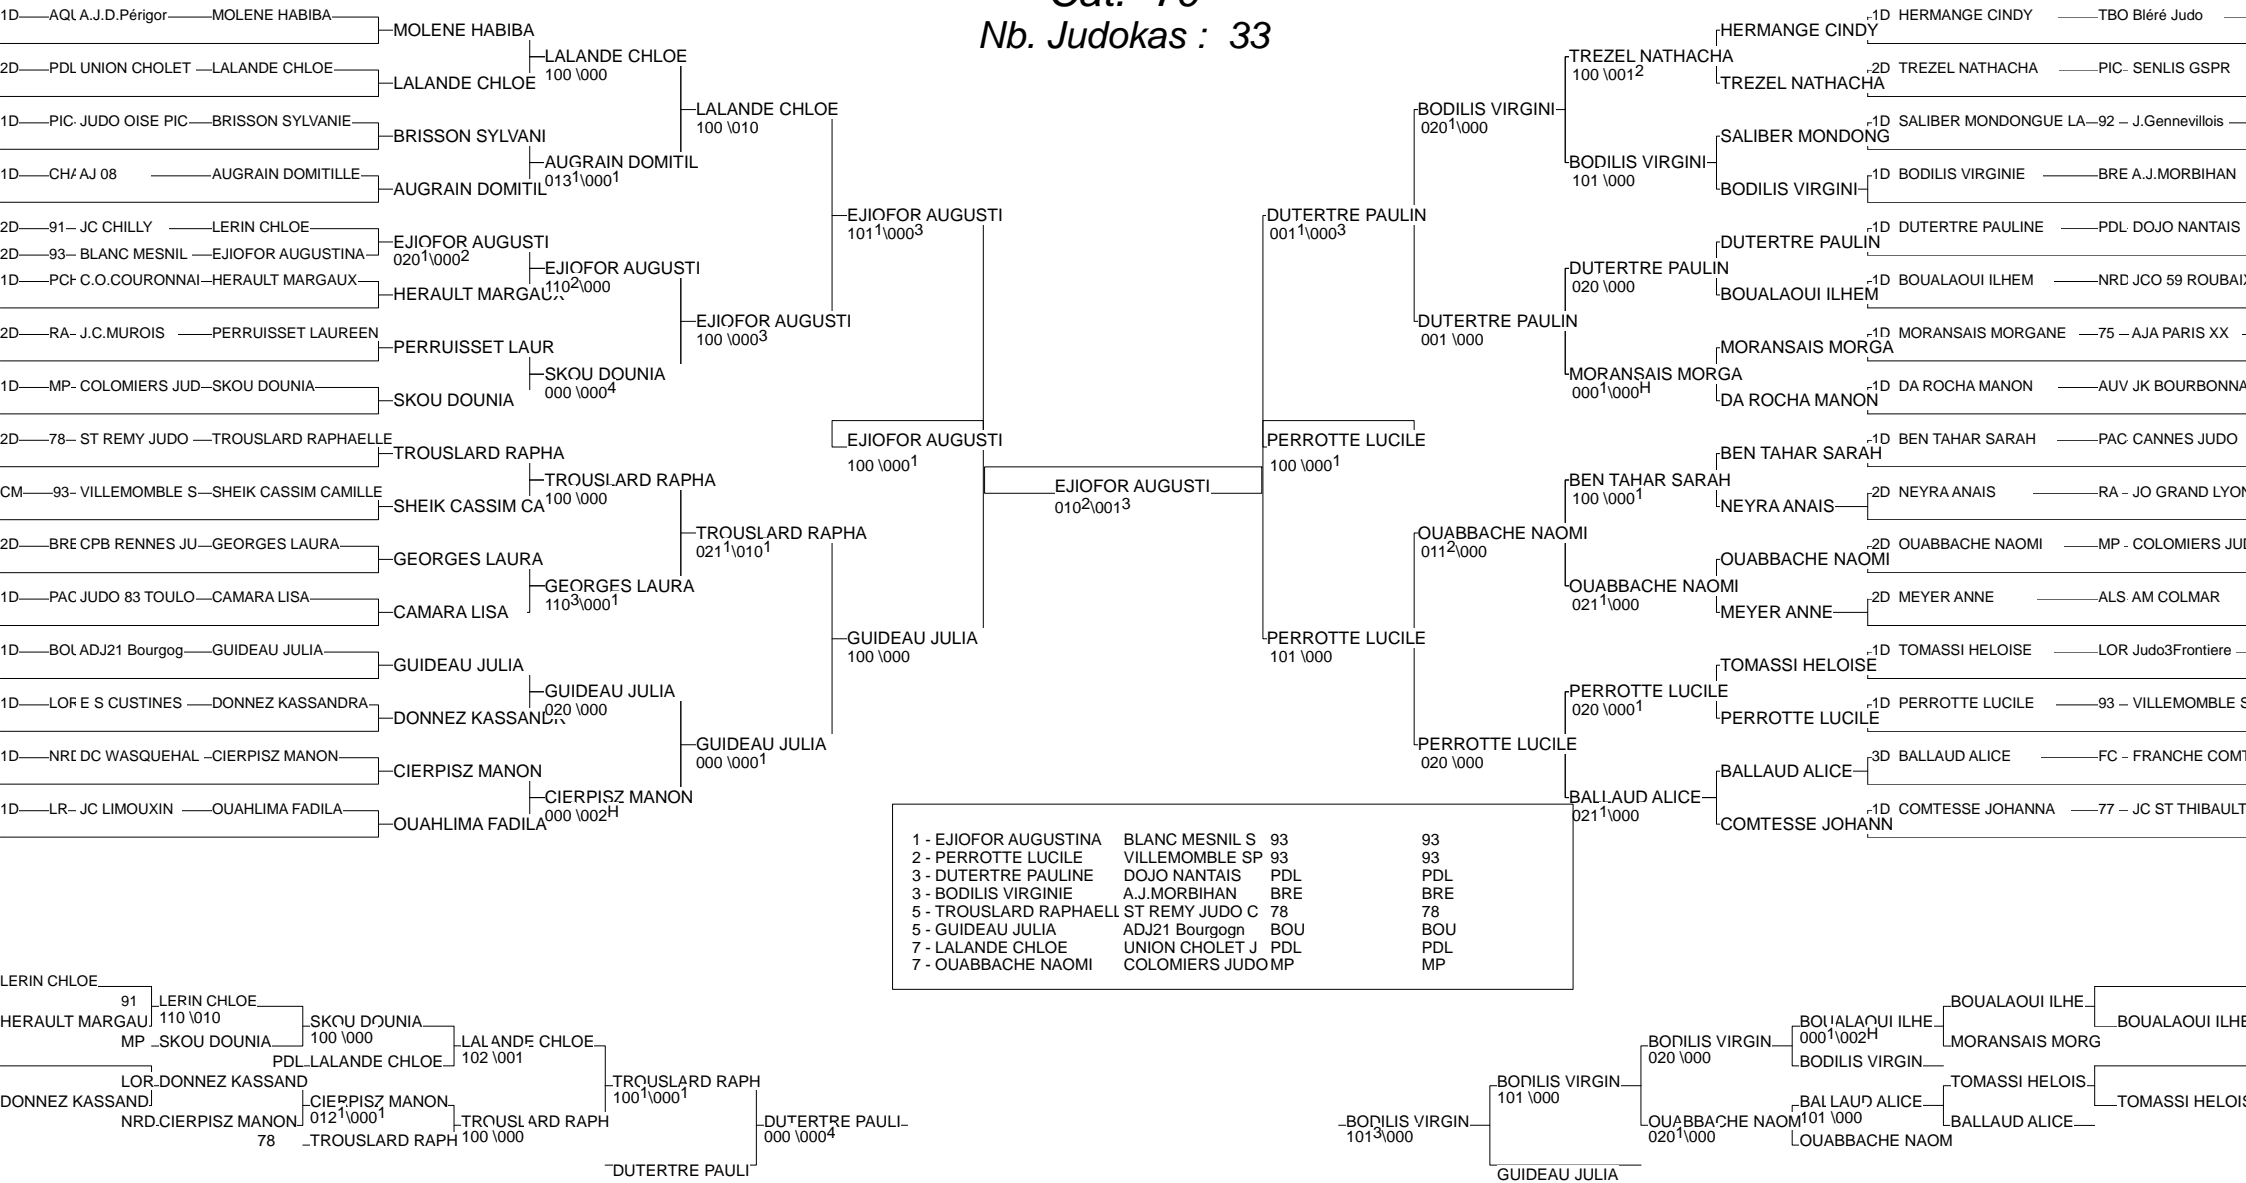 Nb. Judokas : 33
1D AQU A.J.D.Périgor MOLENE HABIBA
2D PDL UNION CHOLET LALANDE CHLOE
1D PIC JUDO OISE PIC BRISSON SYLVANIE
1D CHA AJ 08 AUGRAIN DOMITILLE
2D 91 JC CHILLY LERIN CHLOE
2D 93 BLANC MESNIL EJIOFOR AUGUSTINA
1D PCH C.O.COURONNAI HERAULT MARGAUX
2D RA J.C.MUROIS PERRUISSET LAUREEN
1D MP COLOMIERS JUD SKOU DOUNIA
2D 78 ST REMY JUDO TROUSLARD RAPHAELLE
CM 93 VILLEMOMBLE S SHEIK CASSIM CAMILLE
2D BRE CPB RENNES JU GEORGES LAURA
1D PAC JUDO 83 TOULO CAMARA LISA
1D BOU ADJ21 Bourgog GUIDEAU JULIA
1D LOR E S CUSTINES DONNEZ KASSANDRA
1D NRD DC WASQUEHAL CIERPISZ MANON
1D LR JC LIMOUXIN OUAHLIMA FADILA
MOLENE HABIBA
LALANDE CHLOE
BRISSON SYLVANI
AUGRAIN DOMITIL
EJIOFOR AUGUSTI
020¹\000²
HERAULT MARGAUX
PERRUISSET LAUR
SKOU DOUNIA
TROUSLARD RAPHA
SHEIK CASSIM CA
GEORGES LAURA
CAMARA LISA
GUIDEAU JULIA
DONNEZ KASSANDR
CIERPISZ MANON
OUAHLIMA FADILA
LALANDE CHLOE
100 \000
AUGRAIN DOMITIL
013¹\000¹
EJIOFOR AUGUSTI
110²\000
SKOU DOUNIA
000 \000⁴
TROUSLARD RAPHA
100 \000
GEORGES LAURA
110³\000¹
GUIDEAU JULIA
020 \000
CIERPISZ MANON
000 \002H
LALANDE CHLOE
100 \010
EJIOFOR AUGUSTI
100 \000³
TROUSLARD RAPHA
021¹\010¹
GUIDEAU JULIA
000 \000¹
EJIOFOR AUGUSTI
101¹\000³
EJIOFOR AUGUSTI
100 \000¹
GUIDEAU JULIA
100 \000
EJIOFOR AUGUSTI
010²\001³
DUTERTRE PAULIN
001¹\000³
PERROTTE LUCILE
100 \000¹
PERROTTE LUCILE
101 \000
BODILIS VIRGINI
020¹\000
DUTERTRE PAULIN
001 \000
OUABBACHE NAOMI
011²\000
PERROTTE LUCILE
020 \000
TREZEL NATHACHA
100 \001²
BODILIS VIRGINI
101 \000
DUTERTRE PAULIN
020 \000
MORANSAIS MORGA
000¹\000H
BEN TAHAR SARAH
100 \000¹
OUABBACHE NAOMI
021¹\000
PERROTTE LUCILE
020 \000¹
BALLAUD ALICE
021¹\000
HERMANGE CINDY
TREZEL NATHACHA
SALIBER MONDONG
BODILIS VIRGINI
DUTERTRE PAULIN
BOUALAOUI ILHEM
MORANSAIS MORGA
DA ROCHA MANON
BEN TAHAR SARAH
NEYRA ANAIS
OUABBACHE NAOMI
MEYER ANNE
TOMASSI HELOISE
PERROTTE LUCILE
BALLAUD ALICE
COMTESSE JOHANN
1D HERMANGE CINDY TBO Bléré Judo
2D TREZEL NATHACHA PIC SENLIS GSPR
1D SALIBER MONDONGUE LA 92 J.Gennevillois
1D BODILIS VIRGINIE BRE A.J.MORBIHAN
1D DUTERTRE PAULINE PDL DOJO NANTAIS
1D BOUALAOUI ILHEM NRD JCO 59 ROUBAIX
1D MORANSAIS MORGANE 75 AJA PARIS XX
1D DA ROCHA MANON AUV JK BOURBONNA
1D BEN TAHAR SARAH PAC CANNES JUDO
2D NEYRA ANAIS RA JO GRAND LYON
2D OUABBACHE NAOMI MP COLOMIERS JUD
2D MEYER ANNE ALS AM COLMAR
1D TOMASSI HELOISE LOR Judo3Frontiere
1D PERROTTE LUCILE 93 VILLEMOMBLE S
3D BALLAUD ALICE FC FRANCHE COMT
1D COMTESSE JOHANNA 77 JC ST THIBAULT
1 - EJIOFOR AUGUSTINA BLANC MESNIL S 93 93
2 - PERROTTE LUCILE VILLEMOMBLE SP 93 93
3 - DUTERTRE PAULINE DOJO NANTAIS PDL PDL
3 - BODILIS VIRGINIE A.J.MORBIHAN BRE BRE
5 - TROUSLARD RAPHAELL ST REMY JUDO C 78 78
5 - GUIDEAU JULIA ADJ21 Bourgogn BOU BOU
7 - LALANDE CHLOE UNION CHOLET J PDL PDL
7 - OUABBACHE NAOMI COLOMIERS JUDO MP MP
LERIN CHLOE
HERAULT MARGAU
DONNEZ KASSAND
91 LERIN CHLOE
110 \010
MP SKOU DOUNIA
LOR DONNEZ KASSAND
NRD CIERPISZ MANON
SKOU DOUNIA
100 \000
PDL LALANDE CHLOE
CIERPISZ MANON
012¹\000¹
78 TROUSLARD RAPH
LALANDE CHLOE
102 \001
TROUSLARD RAPH
100 \000
TROUSLARD RAPH
100¹\000¹
DUTERTRE PAULI
DUTERTRE PAULI
000 \000⁴
BODILIS VIRGIN
101³\000
BODILIS VIRGIN
101 \000
GUIDEAU JULIA
BODILIS VIRGIN
020 \000
OUABBACHE NAOM
020¹\000
BOUALAOUI ILHE
000¹\002H
BODILIS VIRGIN
BALLAUD ALICE
101 \000
OUABBACHE NAOM
BOUALAOUI ILHE
MORANSAIS MORG
TOMASSI HELOIS
BALLAUD ALICE
BOUALAOUI ILHE
TOMASSI HELOIS